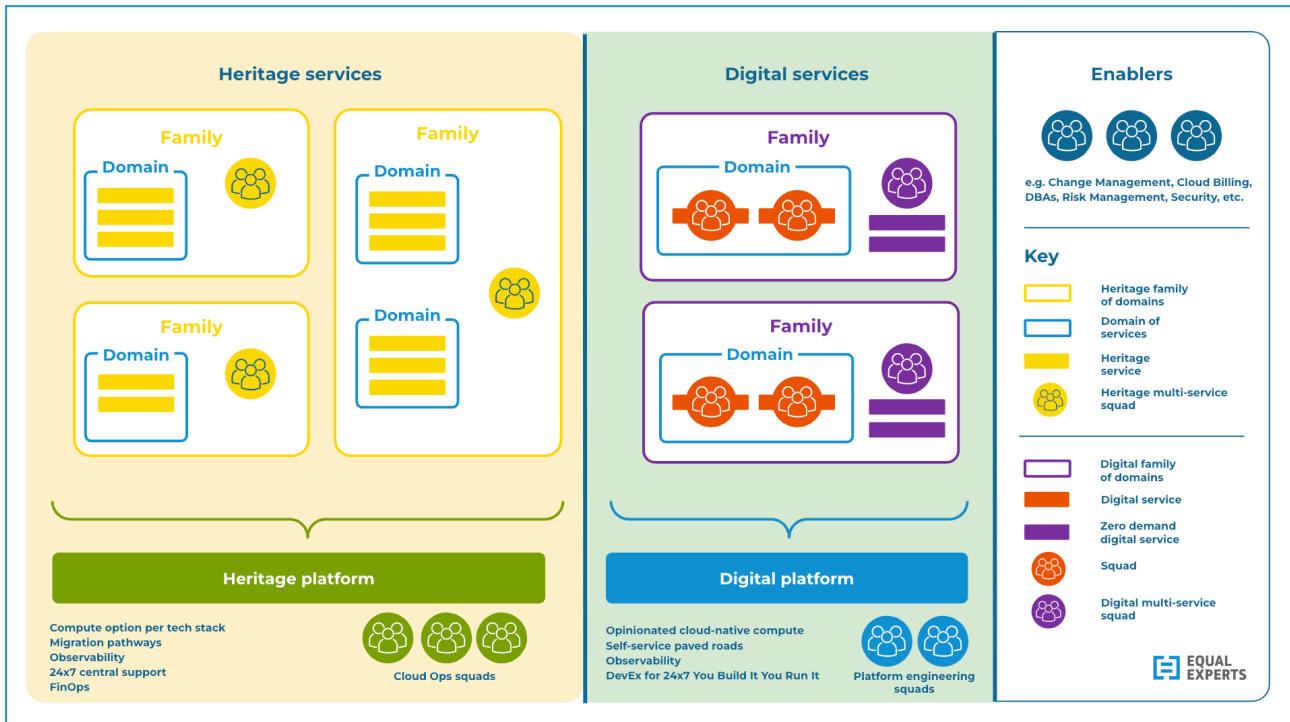 Heritage services
Family
Domain
Family
Domain
Domain
Family
Domain
Heritage platform
Compute option per tech stack
Migration pathways
Observability
24x7 central support
FinOps
Cloud Ops squads
Digital services
Family
Domain
Family
Domain
Digital platform
Opinionated cloud-native compute
Self-service paved roads
Observability
DevEx for 24x7 You Build It You Run It
Platform engineering
squads
Enablers
e.g. Change Management, Cloud Billing,
DBAs, Risk Management, Security, etc.
Key
Heritage family
of domains
Domain of
services
Heritage
service
Heritage multi-service
squad
Digital family
of domains
Digital service
Zero demand
digital service
Squad
Digital multi-service
squad
EQUAL
EXPERTS